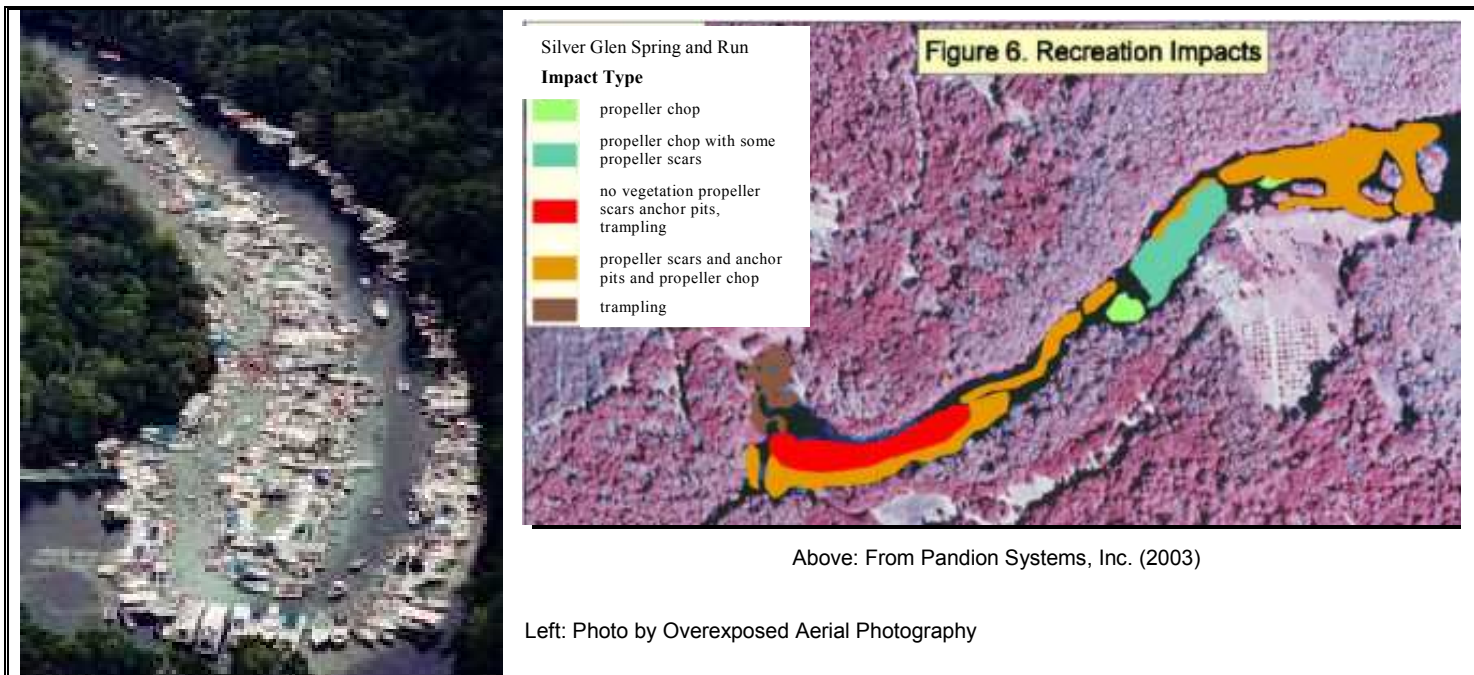 Silver Glen Spring and Run
Impact Type
propeller chop
propeller chop with some
propeller scars
no vegetation propeller
scars anchor pits,
trampling
propeller scars and anchor
pits and propeller chop
trampling
Figure 6. Recreation Impacts
Above: From Pandion Systems, Inc. (2003)
Left: Photo by Overexposed Aerial Photography